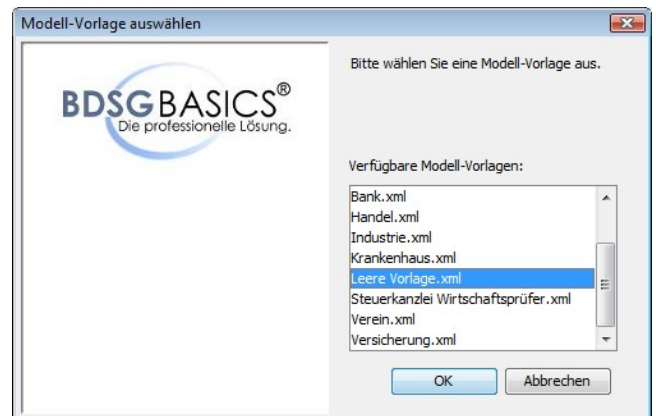 Modell-Vorlage auswählen
BDSGBASICS®
Die professionelle Lösung.
Bitte wählen Sie eine Modell-Vorlage aus.
Verfügbare Modell-Vorlagen:
Bank.xml
Handel.xml
Industrie.xml
Krankenhaus.xml
Leere Vorlage.xml
Steuerkanzlei Wirtschaftsprüfer.xml
Verein.xml
Versicherung.xml
OK
Abbrechen